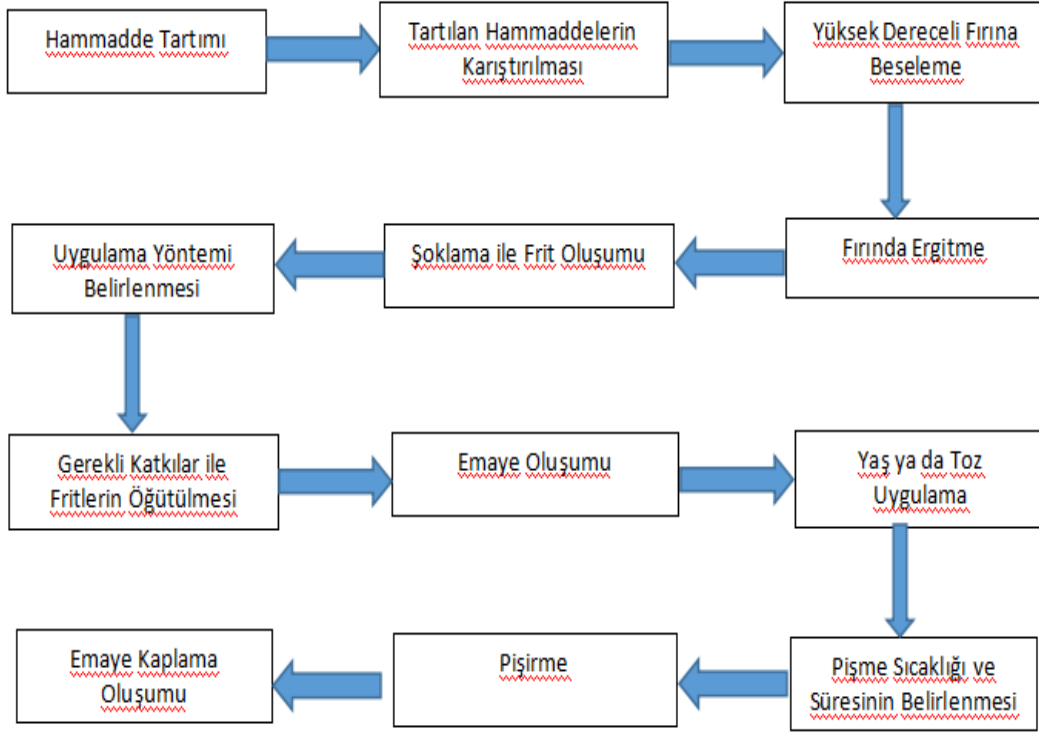 Hammadde Tartımı
Tartılan Hammaddelerin
Karıştırılması
Yüksek Dereceli Fırına
Beseleme
Fırında Ergitme
Şoklama ile Frit Oluşumu
Uygulama Yöntemi
Belirlenmesi
Gerekli Katkılar ile
Fritlerin Öğütülmesi
Emaye Oluşumu
Yaş ya da Toz
Uygulama
Pişme Sıcaklığı ve
Süresinin Belirlenmesi
Pişirme
Emaye Kaplama
Oluşumu